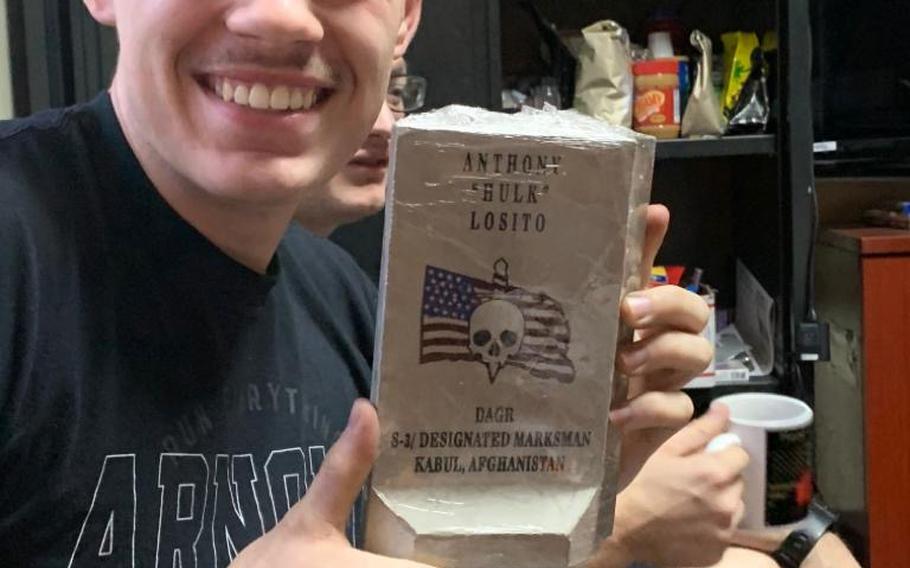 ANTHONY
"HULK"
LOSITO
DAGR
S-3/ DESIGNATED MARKSMAN
KABUL, AFGHANISTAN